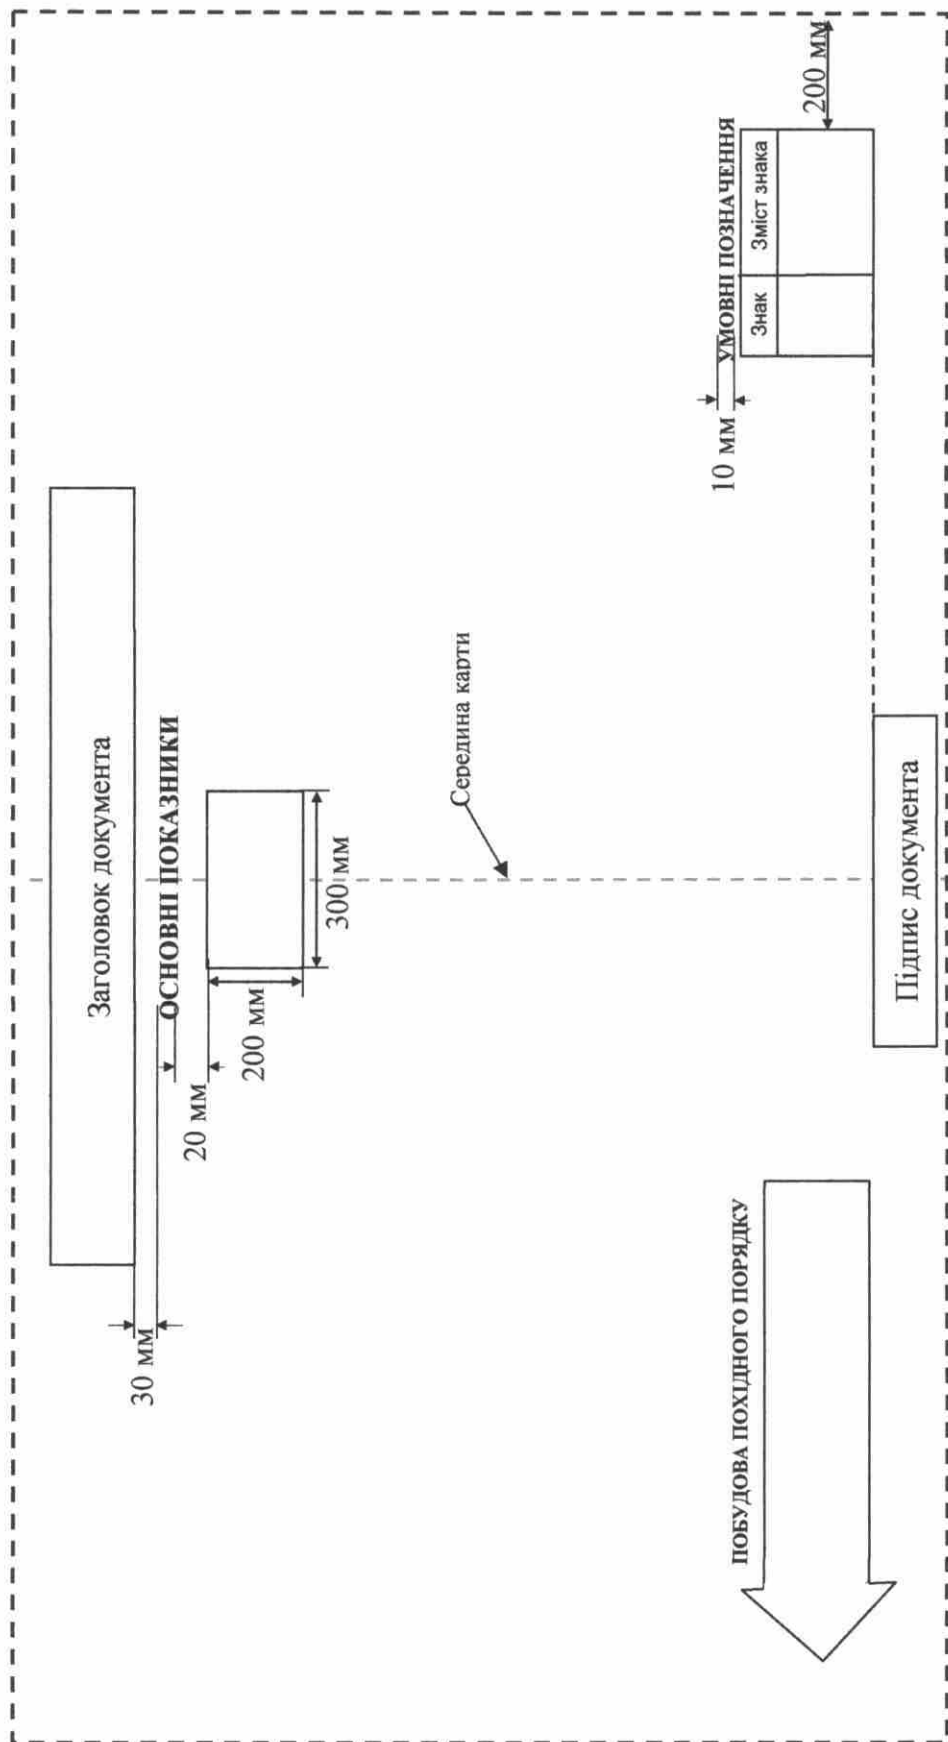 Заголовок документа
30 мм
ОСНОВНІ ПОКАЗНИКИ
20 мм
200 мм
300 мм
Середина карти
ПОБУДОВА ПОХІДНОГО ПОРЯДКУ
Підпис документа
10 мм
УМОВНІ ПОЗНАЧЕННЯ
Знак Зміст знака
200 мм